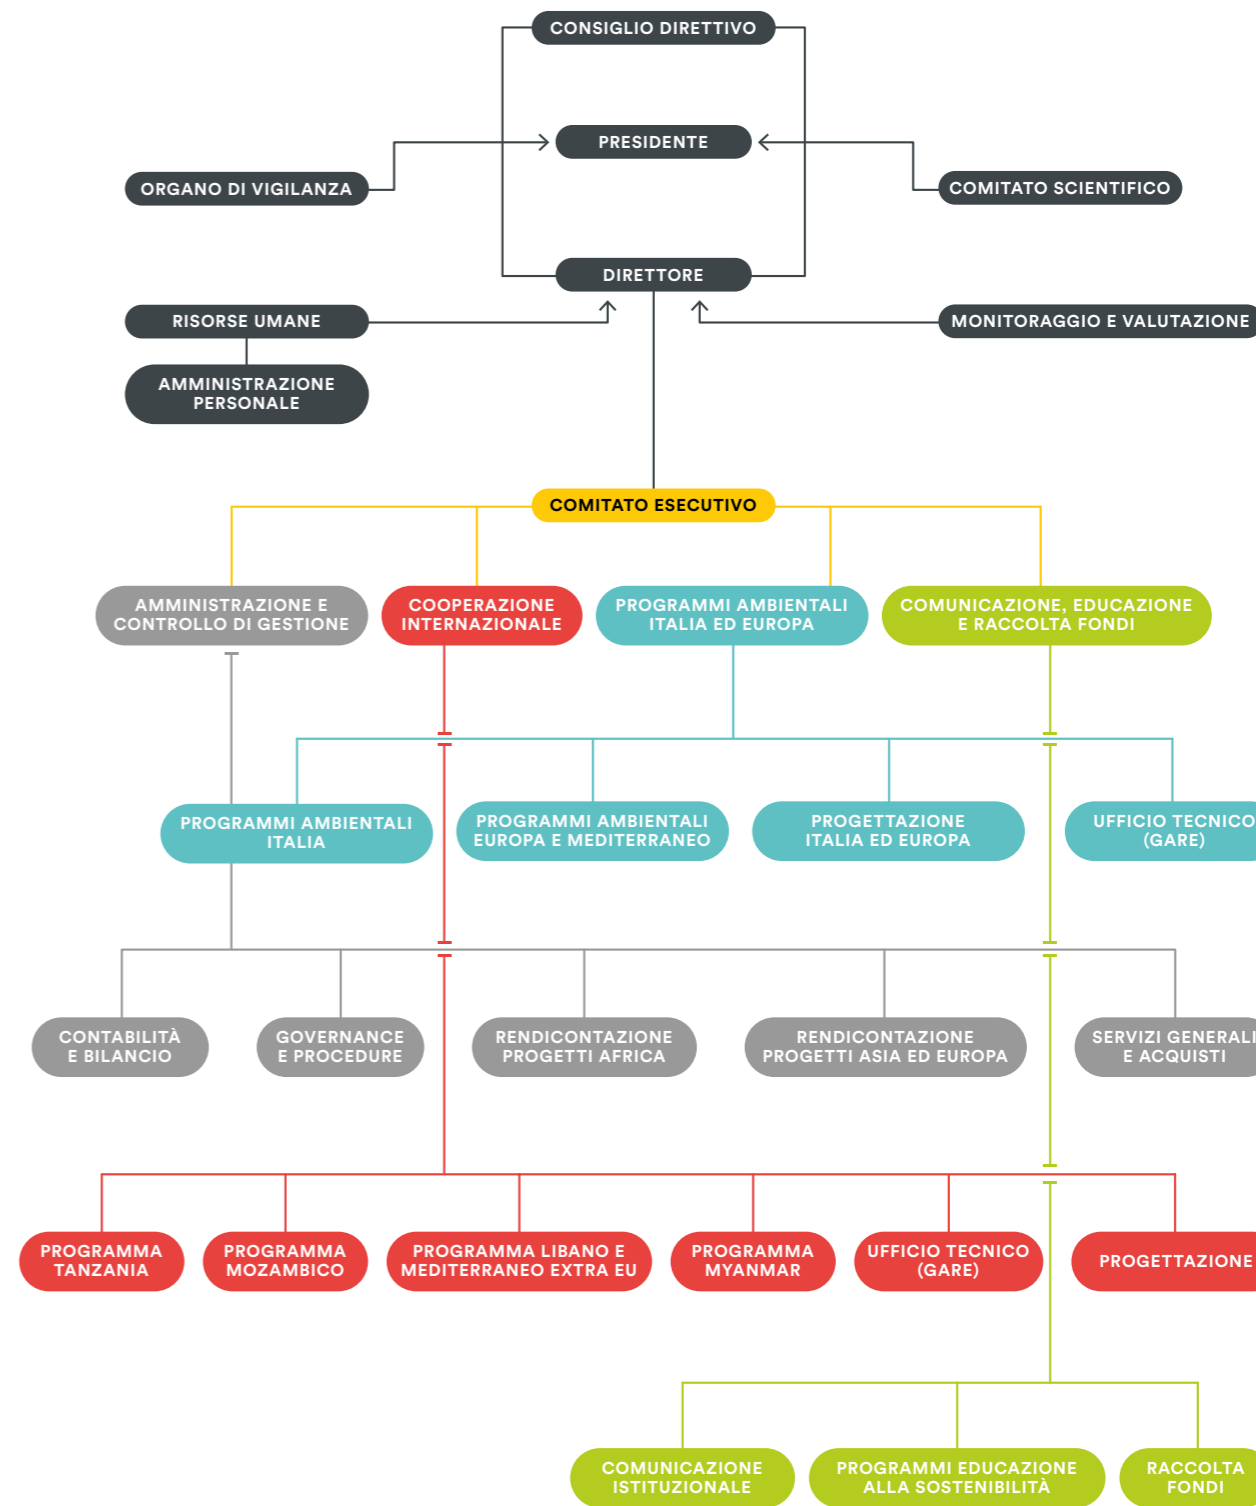 CONSIGLIO DIRETTIVO
PRESIDENTE
ORGANO DI VIGILANZA
COMITATO SCIENTIFICO
DIRETTORE
RISORSE UMANE
MONITORAGGIO E VALUTAZIONE
AMMINISTRAZIONE
PERSONALE
COMITATO ESECUTIVO
AMMINISTRAZIONE E
CONTROLLO DI GESTIONE
COOPERAZIONE
INTERNAZIONALE
PROGRAMMI AMBIENTALI
ITALIA ED EUROPA
COMUNICAZIONE, EDUCAZIONE
E RACCOLTA FONDI
PROGRAMMI AMBIENTALI
ITALIA
PROGRAMMI AMBIENTALI
EUROPA E MEDITERRANEO
PROGETTAZIONE
ITALIA ED EUROPA
UFFICIO TECNICO
(GARE)
CONTABILITÀ
E BILANCIO
GOVERNANCE
E PROCEDURE
RENDICONTAZIONE
PROGETTI AFRICA
RENDICONTAZIONE
PROGETTI ASIA ED EUROPA
SERVIZI GENERALI
E ACQUISTI
PROGRAMMA
TANZANIA
PROGRAMMA
MOZAMBICO
PROGRAMMA LIBANO E
MEDITERRANEO EXTRA EU
PROGRAMMA
MYANMAR
UFFICIO TECNICO
(GARE)
PROGETTAZIONE
COMUNICAZIONE
ISTITUZIONALE
PROGRAMMI EDUCAZIONE
ALLA SOSTENIBILITÀ
RACCOLTA
FONDI